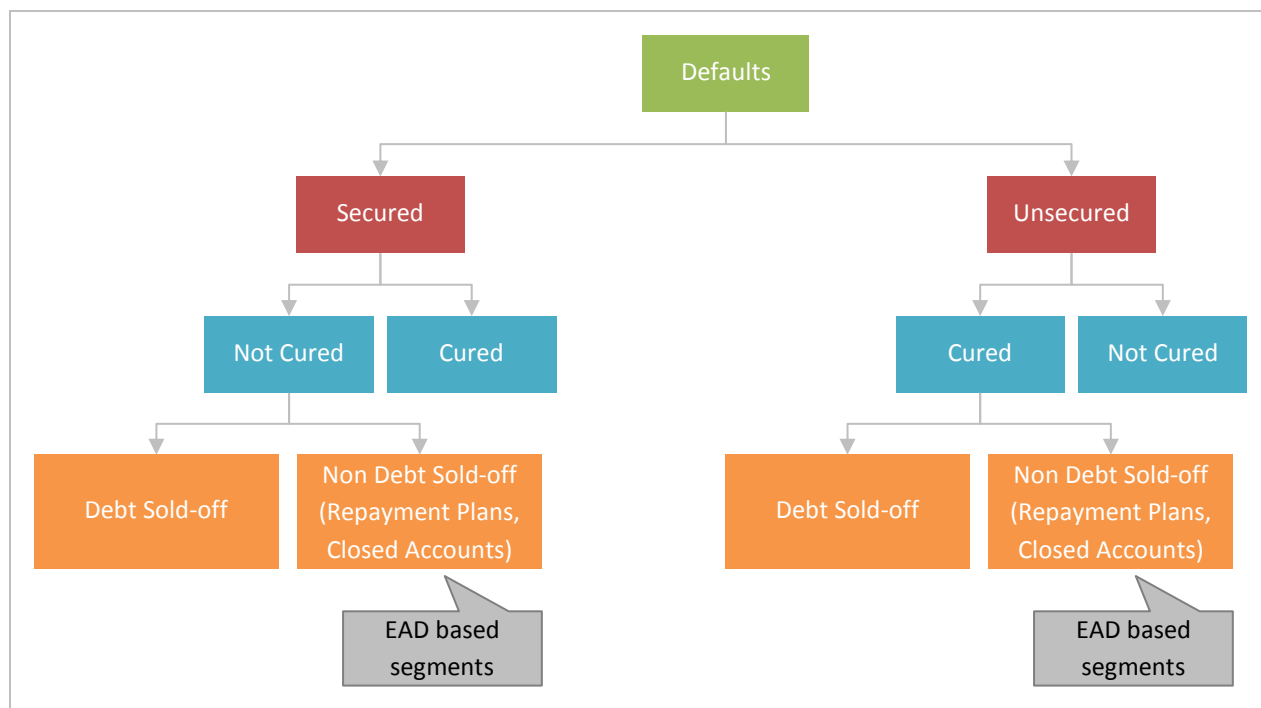 Defaults
Secured
Unsecured
Not Cured
Cured
Cured
Not Cured
Debt Sold-off
Non Debt Sold-off
(Repayment Plans,
Closed Accounts)
Debt Sold-off
Non Debt Sold-off
(Repayment Plans,
Closed Accounts)
EAD based
segments
EAD based
segments